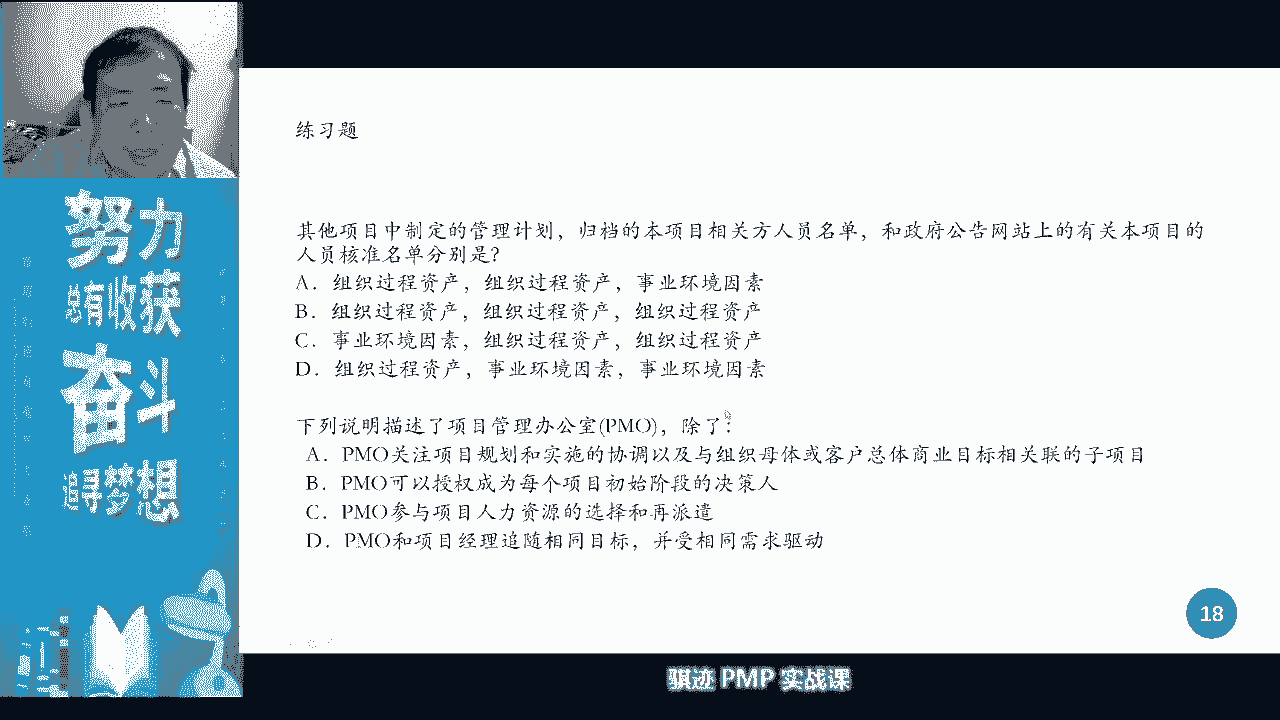 努力
总有收获
奋斗
追寻梦想
练习题
其他项目中制定的管理计划，归档的本项目相关方人员名单，和政府公告网站上的有关本项目的
人员核准名单分别是？
A．组织过程资产，组织过程资产，事业环境因素
B．组织过程资产，组织过程资产，组织过程资产
C．事业环境因素，组织过程资产，组织过程资产
D．组织过程资产，事业环境因素，事业环境因素
下列说明描述了项目管理办公室(PMO)，除了：
A．PMO关注项目规划和实施的协调以及与组织母体或客户总体商业目标相关联的子项目
B．PMO可以授权成为每个项目初始阶段的决策人
C．PMO参与项目人力资源的选择和再派遣
D．PMO和项目经理追随相同目标，并受相同需求驱动
18
骐迹 PMP 实战课